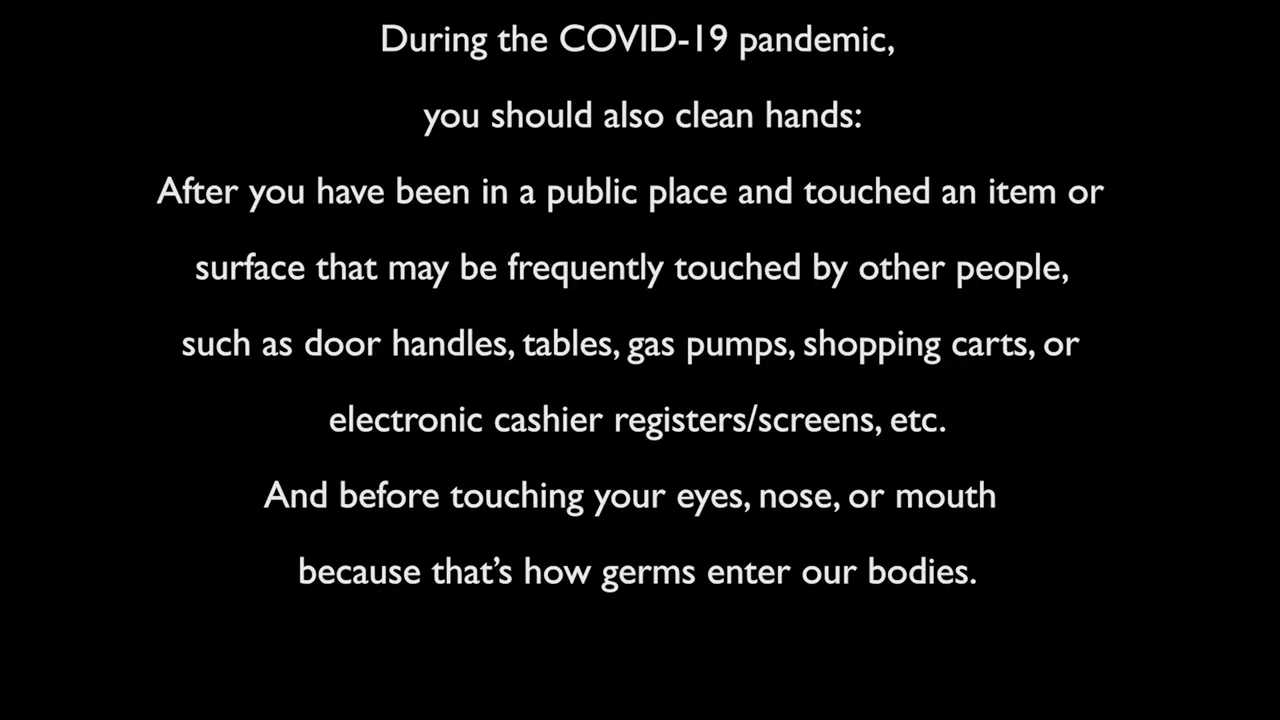 During the COVID-19 pandemic,
you should also clean hands:
After you have been in a public place and touched an item or
surface that may be frequently touched by other people,
such as door handles, tables, gas pumps, shopping carts, or
electronic cashier registers/screens, etc.
And before touching your eyes, nose, or mouth
because that’s how germs enter our bodies.